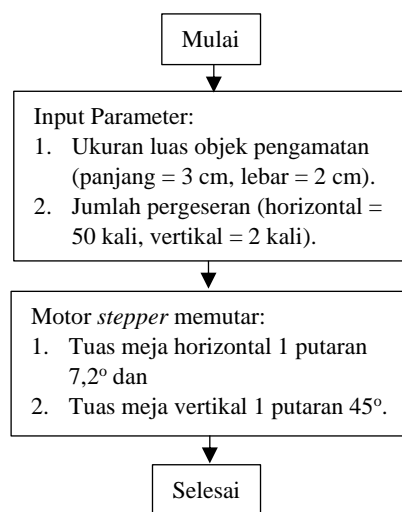 Mulai
Input Parameter:
1. Ukuran luas objek pengamatan
(panjang = 3 cm, lebar = 2 cm).
2. Jumlah pergeseran (horizontal =
50 kali, vertikal = 2 kali).
Motor stepper memutar:
1. Tuas meja horizontal 1 putaran
7,2° dan
2. Tuas meja vertikal 1 putaran 45°.
Selesai